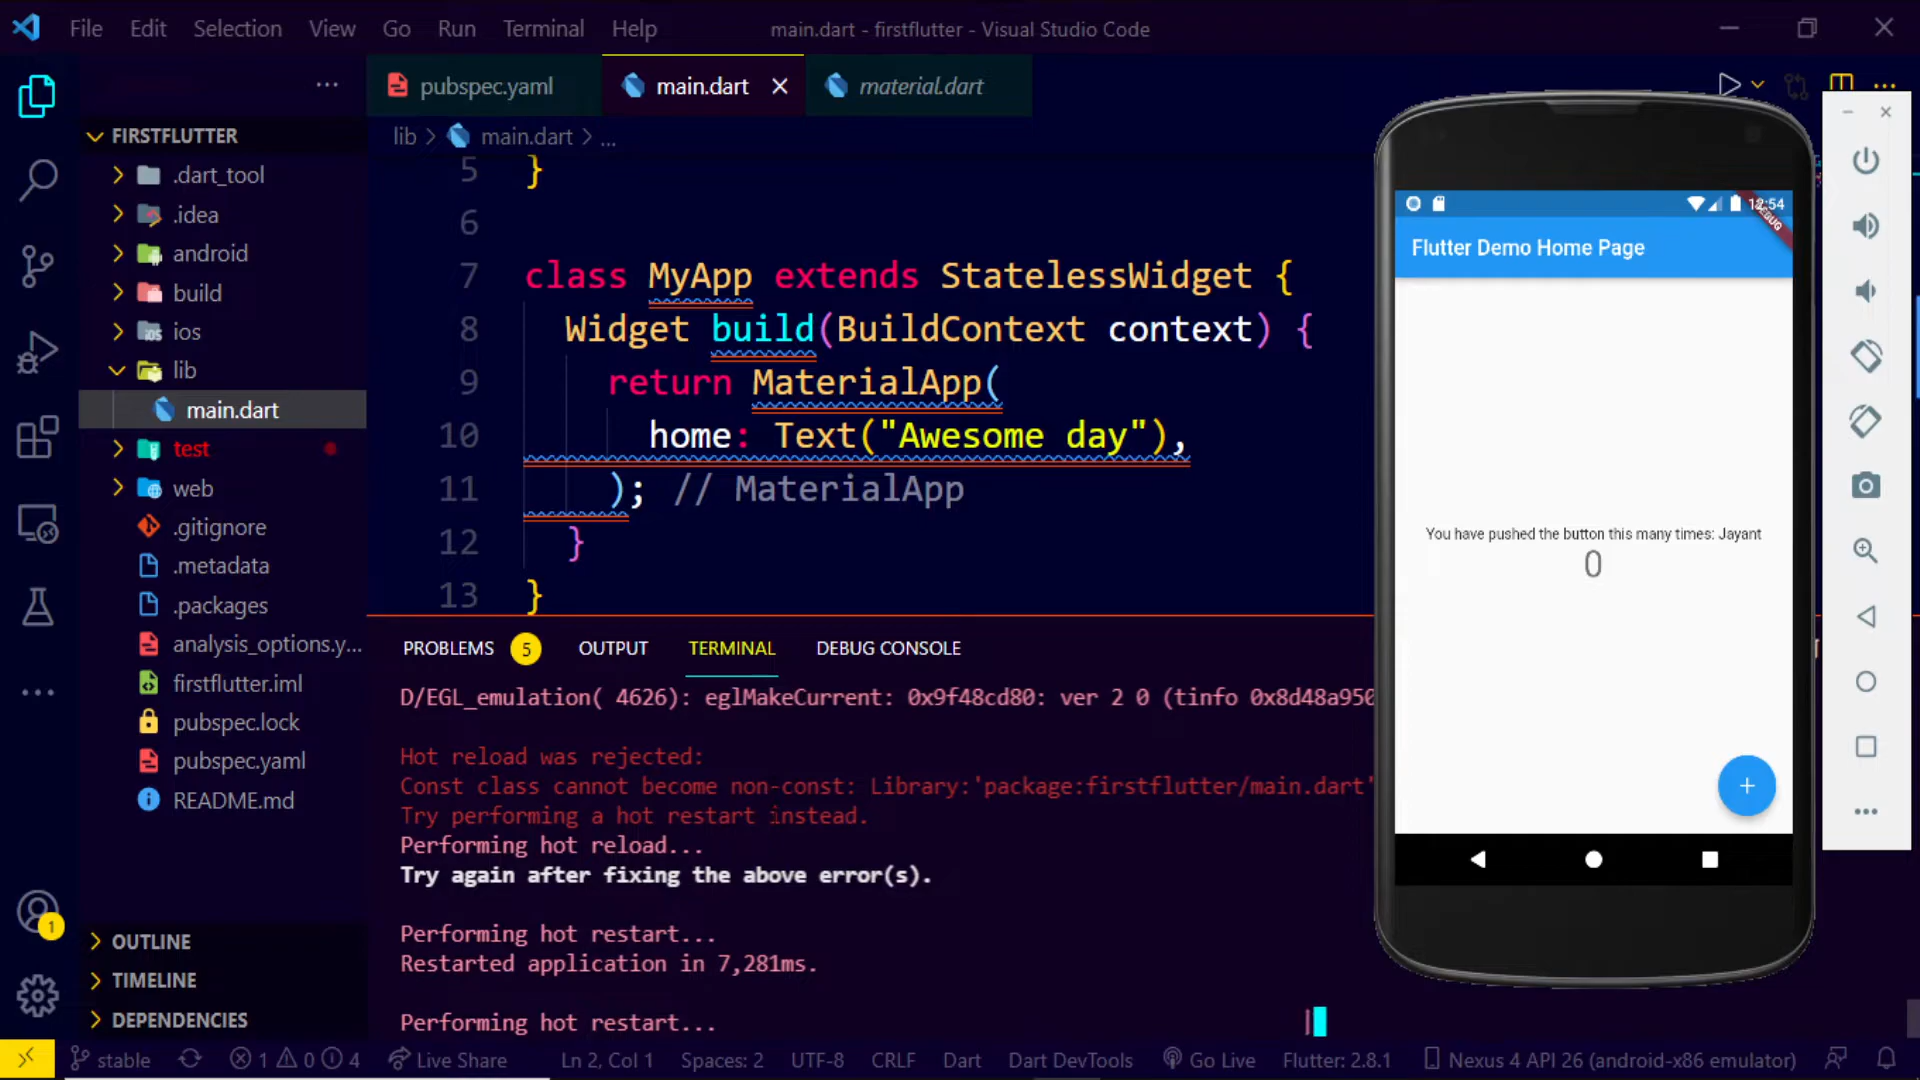 File Edit Selection View Go Run Terminal Help
main.dart - firstflutter - Visual Studio Code
pubspec.yaml
main.dart
material.dart
lib > main.dart > ...
FIRSTFLUTTER
.dart_tool
.idea
android
build
ios
lib
main.dart
test
web
.gitignore
.metadata
.packages
analysis_options.y...
firstflutter.iml
pubspec.lock
pubspec.yaml
README.md
OUTLINE
TIMELINE
DEPENDENCIES
5 }
6
7 class MyApp extends StatelessWidget {
8 Widget build(BuildContext context) {
9 return MaterialApp(
10 home: Text("Awesome day"),
11 ); // MaterialApp
12 }
13 }
PROBLEMS 5 OUTPUT TERMINAL DEBUG CONSOLE
D/EGL_emulation( 4626): eglMakeCurrent: 0x9f48cd80: ver 2 0 (tinfo 0x8d48a950
Hot reload was rejected:
Const class cannot become non-const: Library:'package:firstflutter/main.dart'
Try performing a hot restart instead.
Performing hot reload...
Try again after fixing the above error(s).
Performing hot restart...
Restarted application in 7,281ms.
Performing hot restart...
12:54
DEBUG
Flutter Demo Home Page
You have pushed the button this many times: Jayant
0
+
1
stable 1 0 4 Live Share Ln 2, Col 1 Spaces: 2 UTF-8 CRLF Dart Dart DevTools Go Live Flutter: 2.8.1 Nexus 4 API 26 (android-x86 emulator)